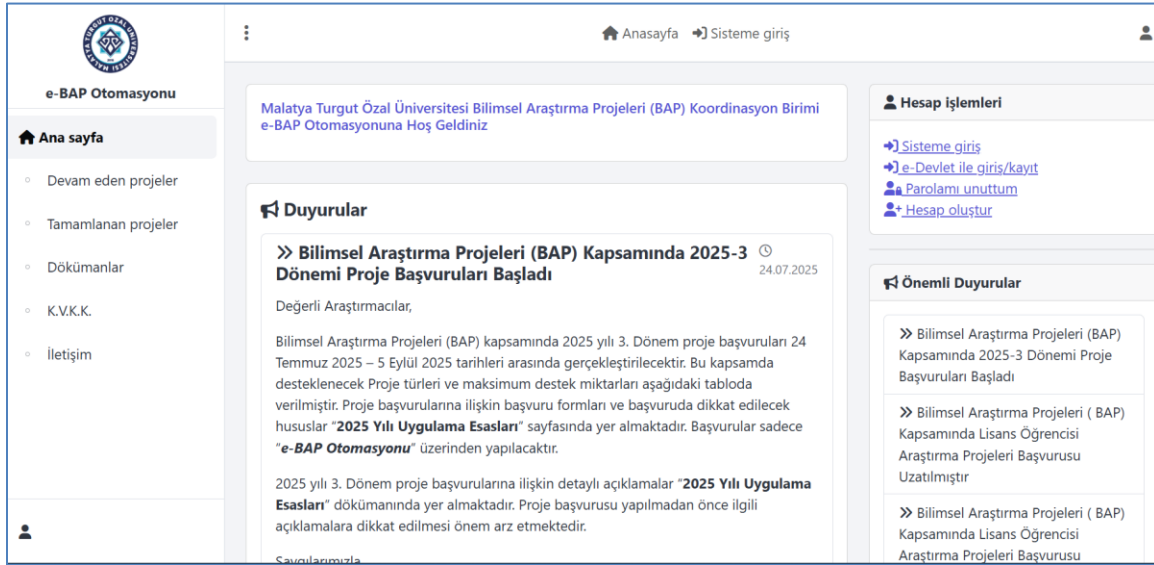 MALATYA TURGUT ÖZAL ÜNİVERSİTESİ
e-BAP Otomasyonu
Ana sayfa
Devam eden projeler
Tamamlanan projeler
Dökümanlar
K.V.K.K.
İletişim
Anasayfa Sisteme giriş
Malatya Turgut Özal Üniversitesi Bilimsel Araştırma Projeleri (BAP) Koordinasyon Birimi
e-BAP Otomasyonuna Hoş Geldiniz
Duyurular
Bilimsel Araştırma Projeleri (BAP) Kapsamında 2025-3
Dönemi Proje Başvuruları Başladı
24.07.2025
Değerli Araştırmacılar,
Bilimsel Araştırma Projeleri (BAP) kapsamında 2025 yılı 3. Dönem proje başvuruları 24
Temmuz 2025 – 5 Eylül 2025 tarihleri arasında gerçekleştirilecektir. Bu kapsamda
desteklenecek Proje türleri ve maksimum destek miktarları aşağıdaki tabloda
verilmiştir. Proje başvurularına ilişkin başvuru formları ve başvuruda dikkat edilecek
hususlar “2025 Yılı Uygulama Esasları” sayfasında yer almaktadır. Başvurular sadece
“e-BAP Otomasyonu” üzerinden yapılacaktır.
2025 yılı 3. Dönem proje başvurularına ilişkin detaylı açıklamalar “2025 Yılı Uygulama
Esasları” dökümanında yer almaktadır. Proje başvurusu yapılmadan önce ilgili
açıklamalara dikkat edilmesi önem arz etmektedir.
Saygılarımızla
Hesap işlemleri
Sisteme giriş
e-Devlet ile giriş/kayıt
Parolamı unuttum
Hesap oluştur
Önemli Duyurular
Bilimsel Araştırma Projeleri (BAP)
Kapsamında 2025-3 Dönemi Proje
Başvuruları Başladı
Bilimsel Araştırma Projeleri ( BAP)
Kapsamında Lisans Öğrencisi
Araştırma Projeleri Başvurusu
Uzatılmıştır
Bilimsel Araştırma Projeleri ( BAP)
Kapsamında Lisans Öğrencisi
Araştırma Projeleri Başvurusu